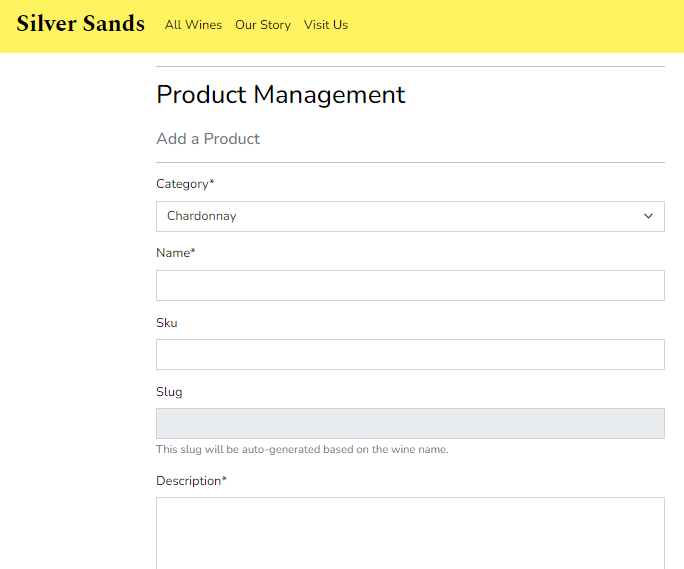 Silver Sands All Wines Our Story Visit Us
Product Management
Add a Product
Category*
Chardonnay
Name*
Sku
Slug
This slug will be auto-generated based on the wine name.
Description*